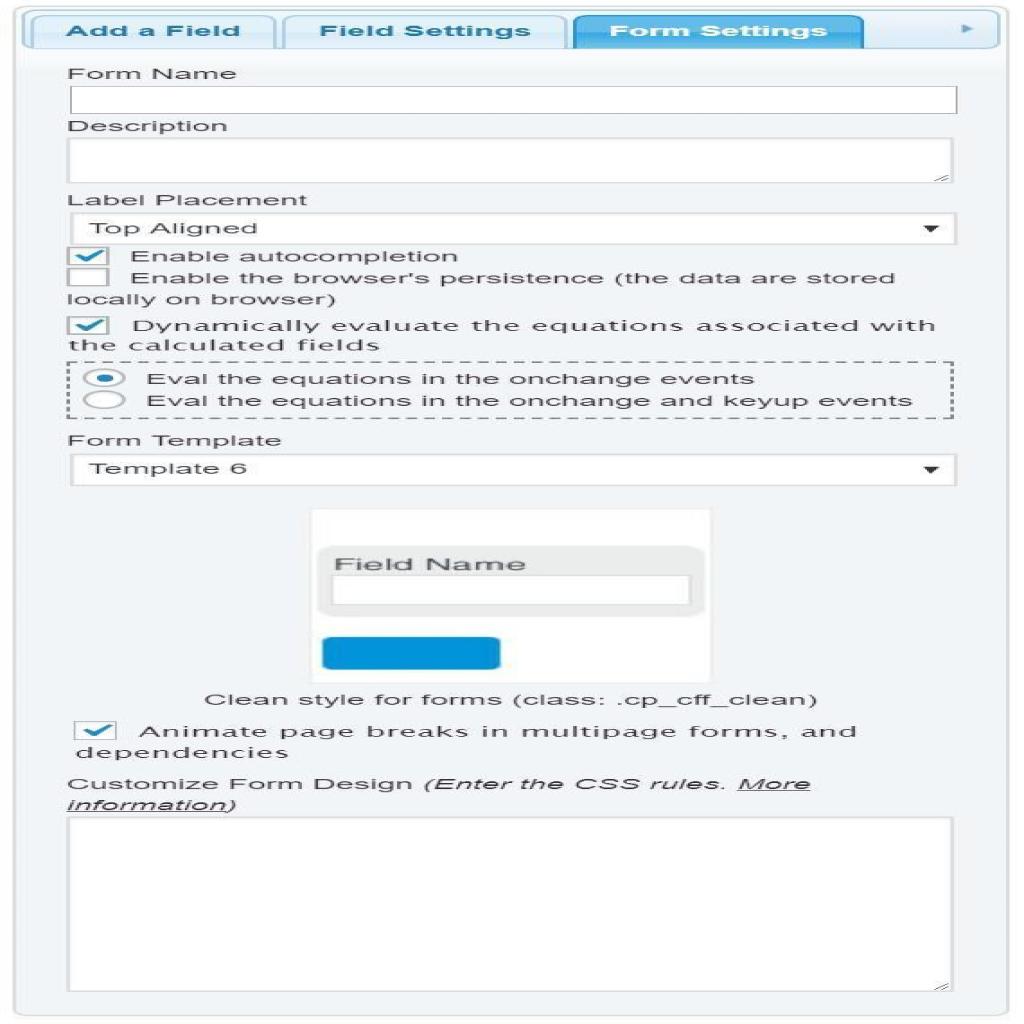 Add a Field
Field Settings
Form Settings
Form Name
Description
Label Placement
Top Aligned
Enable autocompletion
Enable the browser's persistence (the data are stored
locally on browser)
Dynamically evaluate the equations associated with
the calculated fields
Eval the equations in the onchange events
Eval the equations in the onchange and keyup events
Form Template
Template 6
Field Name
Clean style for forms (class: .cp_cff_clean)
Animate page breaks in multipage forms, and
dependencies
Customize Form Design (Enter the CSS rules. More
information)